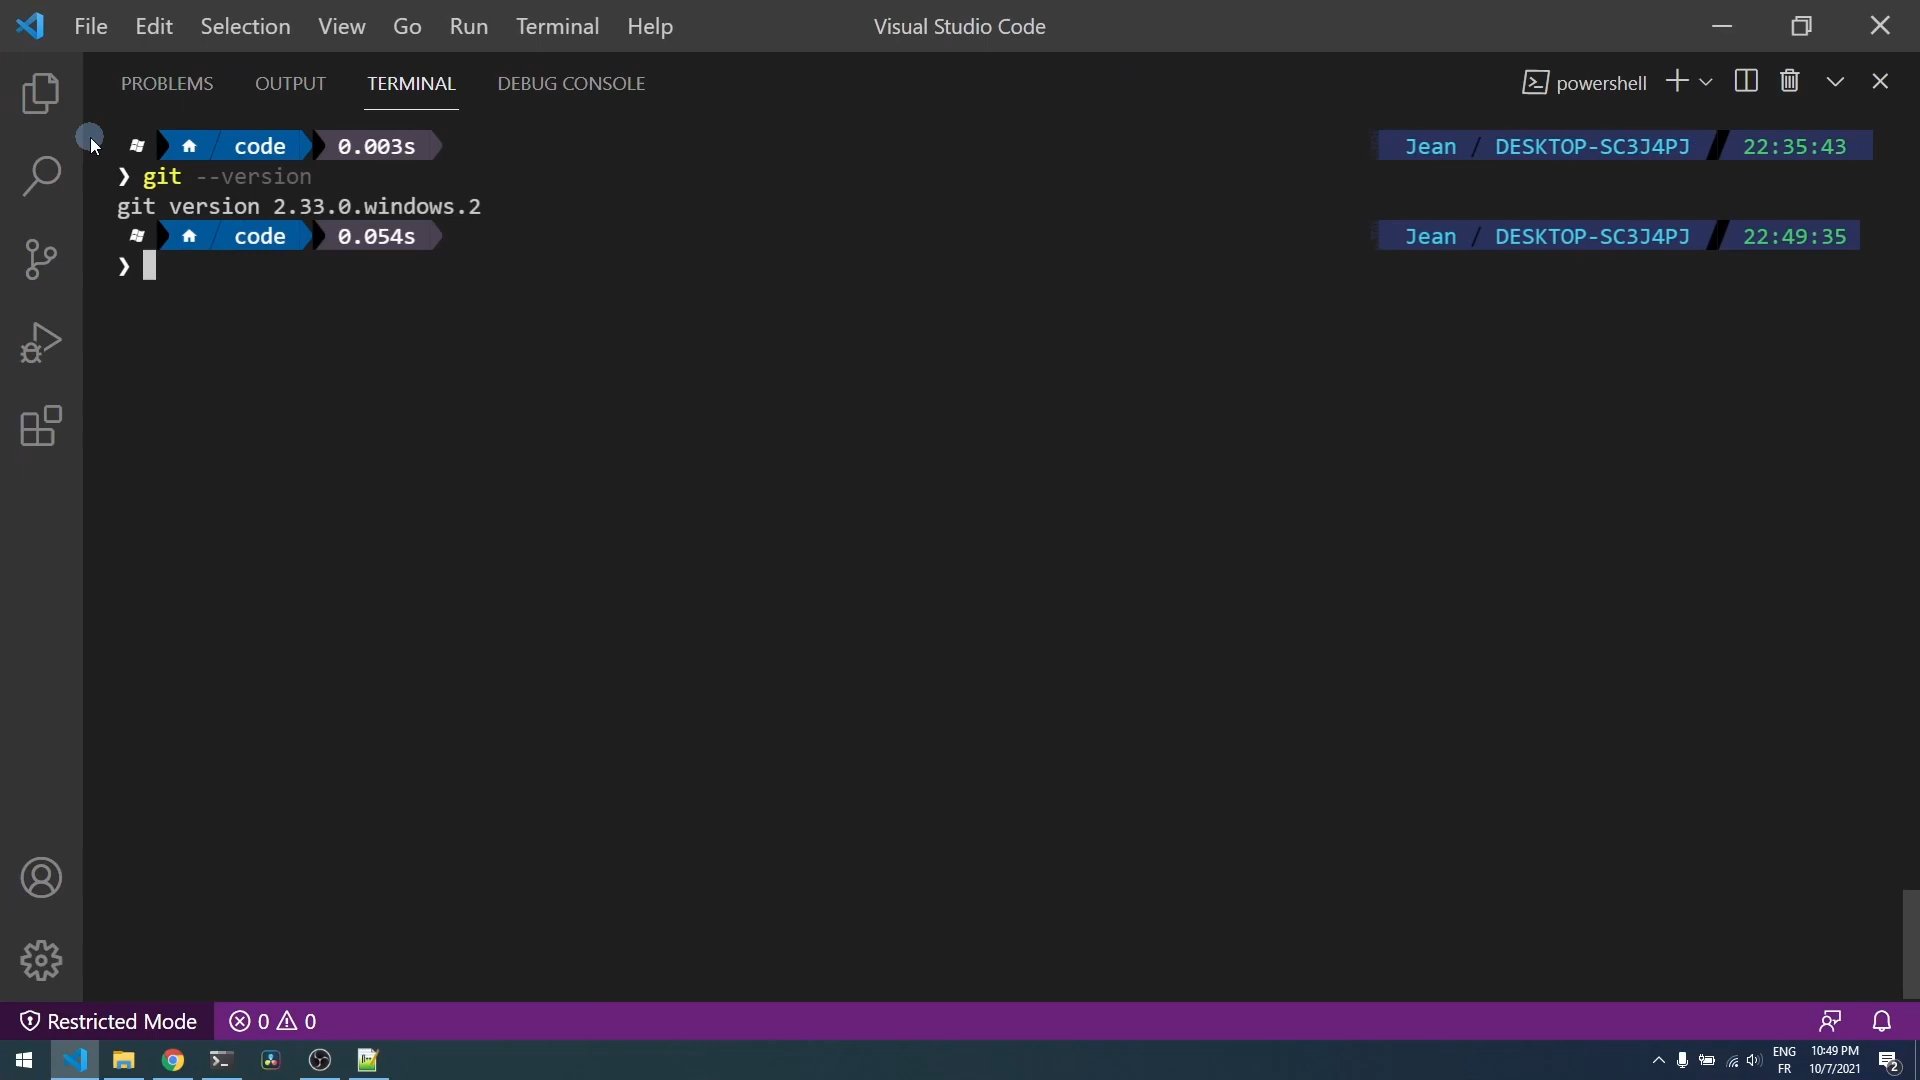 File Edit Selection View Go Run Terminal Help Visual Studio Code
PROBLEMS OUTPUT TERMINAL DEBUG CONSOLE powershell
code 0.003s Jean / DESKTOP-SC3J4PJ 22:35:43
❯ git --version
git version 2.33.0.windows.2
code 0.054s Jean / DESKTOP-SC3J4PJ 22:49:35
❯
Restricted Mode 0 0
ENG 10:49 PM
FR 10/7/2021 2